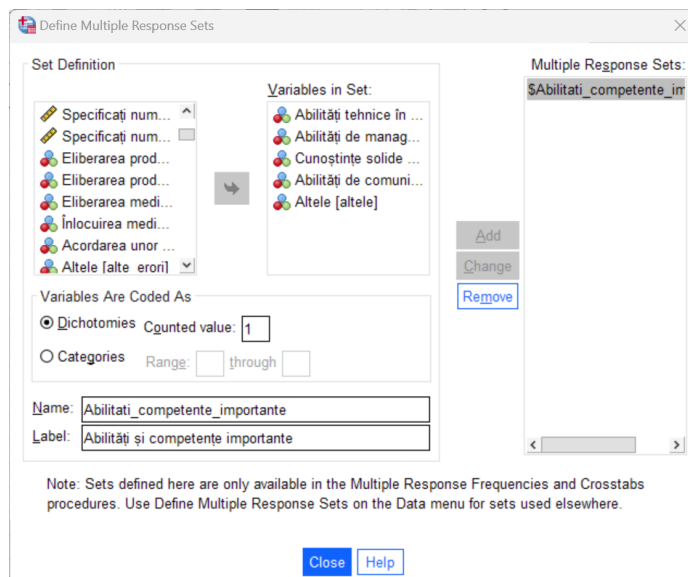 Define Multiple Response Sets
Set Definition
Specificați num...
Specificați num...
Eliberarea prod...
Eliberarea prod...
Eliberarea medi...
Înlocuirea medi...
Acordarea unor ...
Altele [alte_erori]
Variables in Set:
Abilități tehnice în ...
Abilități de manag...
Cunoștințe solide ...
Abilități de comuni...
Altele [altele]
Variables Are Coded As
Dichotomies Counted value: 1
Categories Range: through
Name: Abilitati_competente_importante
Label: Abilități și competențe importante
Add
Change
Remove
Multiple Response Sets:
$Abilitati_competente_im
Note: Sets defined here are only available in the Multiple Response Frequencies and Crosstabs
procedures. Use Define Multiple Response Sets on the Data menu for sets used elsewhere.
Close Help